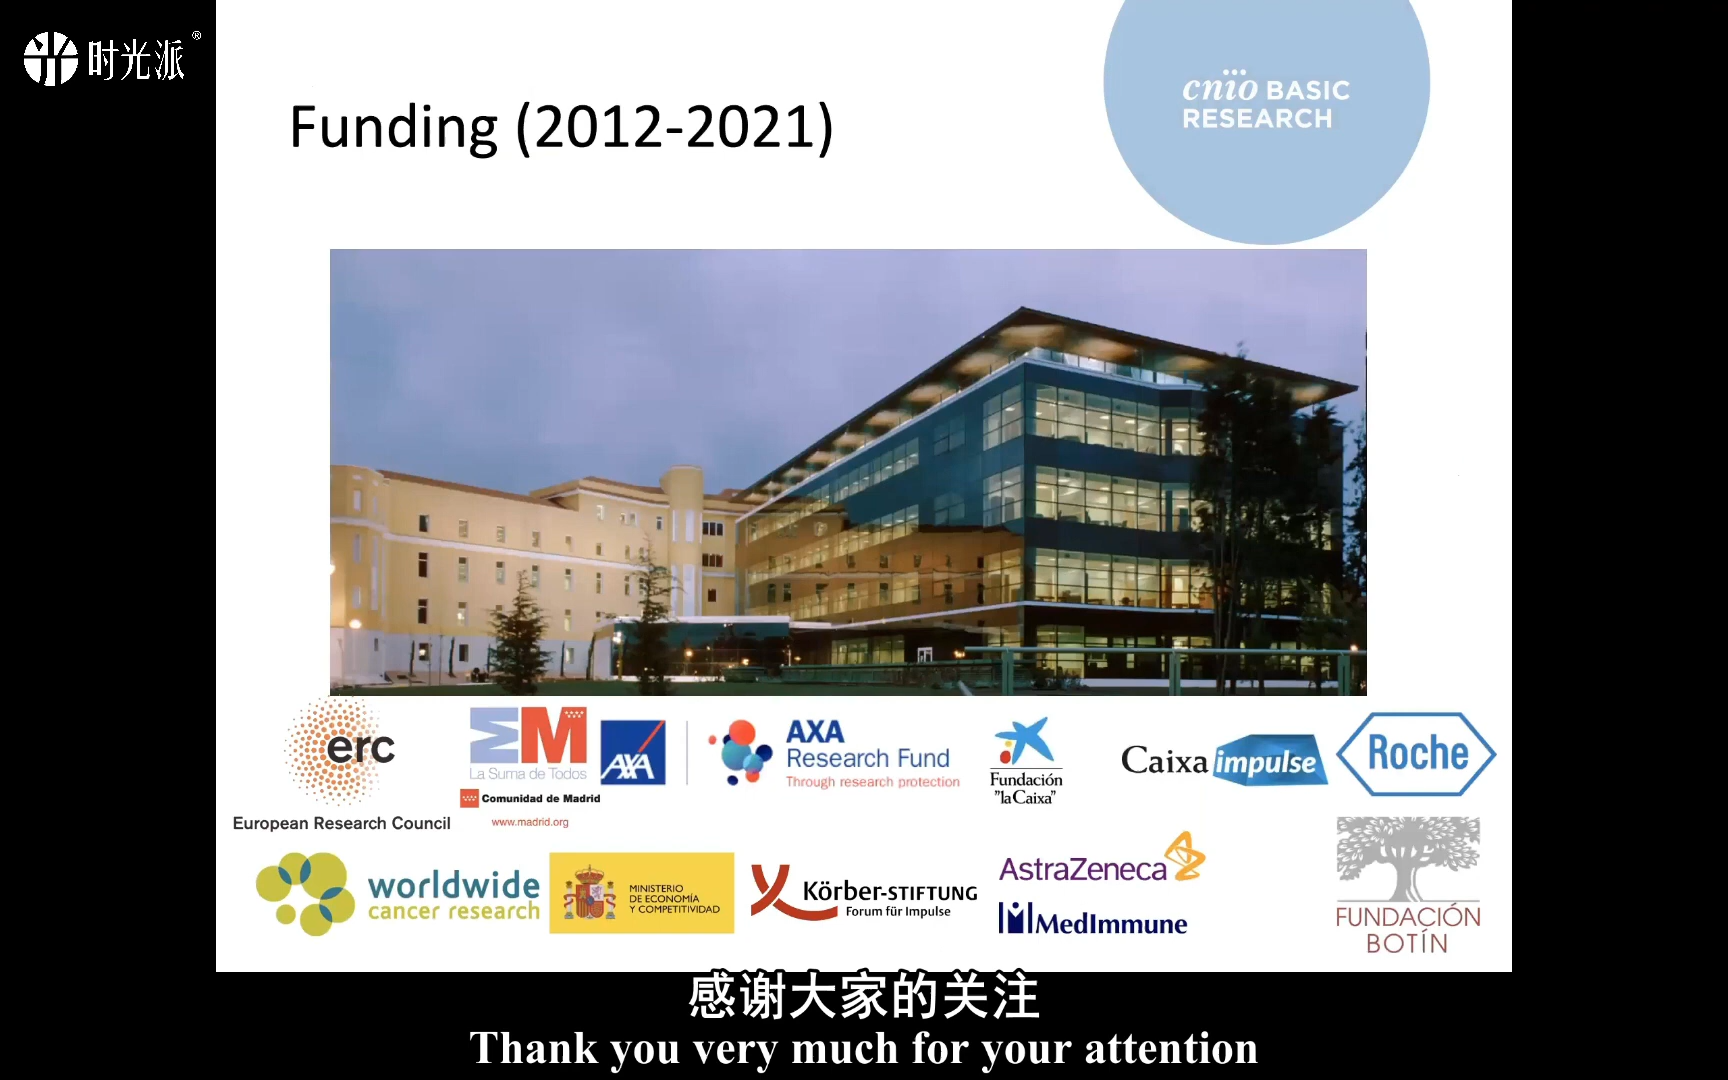 时光派®
cnio BASIC
RESEARCH
Funding (2012-2021)
erc
European Research Council
EM
La Suma de Todos
Comunidad de Madrid
www.madrid.org
AXA
AXA
Research Fund
Through research protection
Fundación
"la Caixa"
Caixa impulse
Roche
worldwide
cancer research
MINISTERIO
DE ECONOMÍA
Y COMPETITIVIDAD
Körber-STIFTUNG
Forum für Impulse
AstraZeneca
MedImmune
FUNDACIÓN
BOTÍN
感谢大家的关注
Thank you very much for your attention